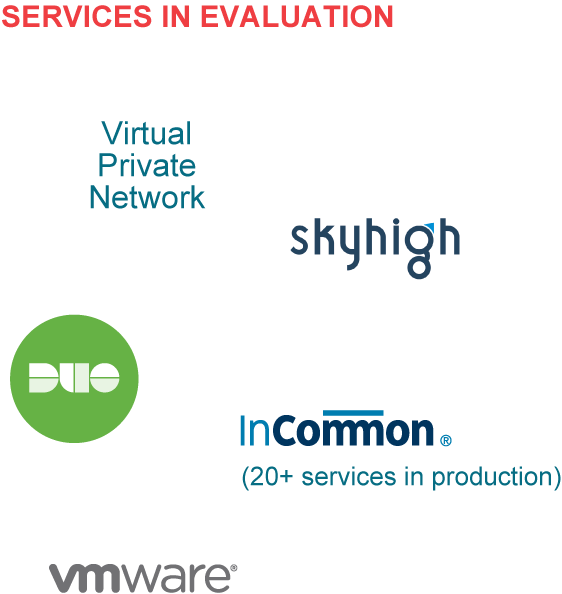 SERVICES IN EVALUATION
Virtual
Private
Network
skyhigh
DUO
InCommon®
(20+ services in production)
vmware®